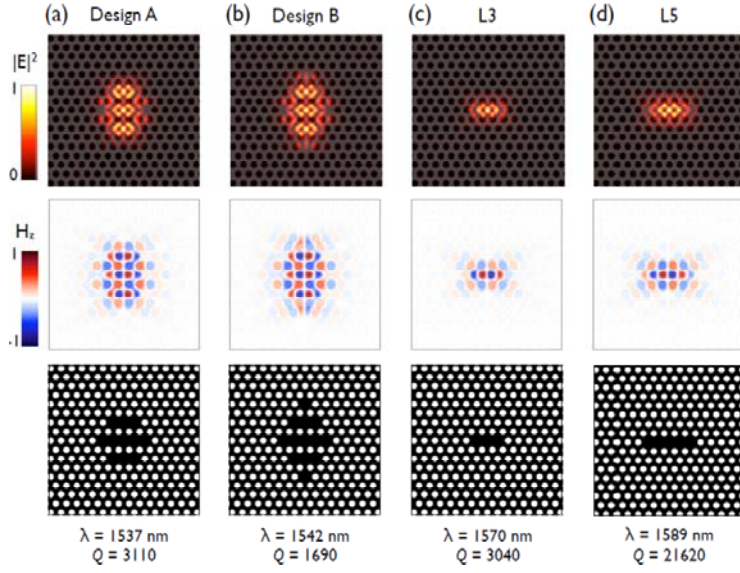 (a) Design A (b) Design B (c) L3 (d) L5
|E|²
1
0
H_z
1
-1
λ = 1537 nm λ = 1542 nm λ = 1570 nm λ = 1589 nm
Q = 3110 Q = 1690 Q = 3040 Q = 21620